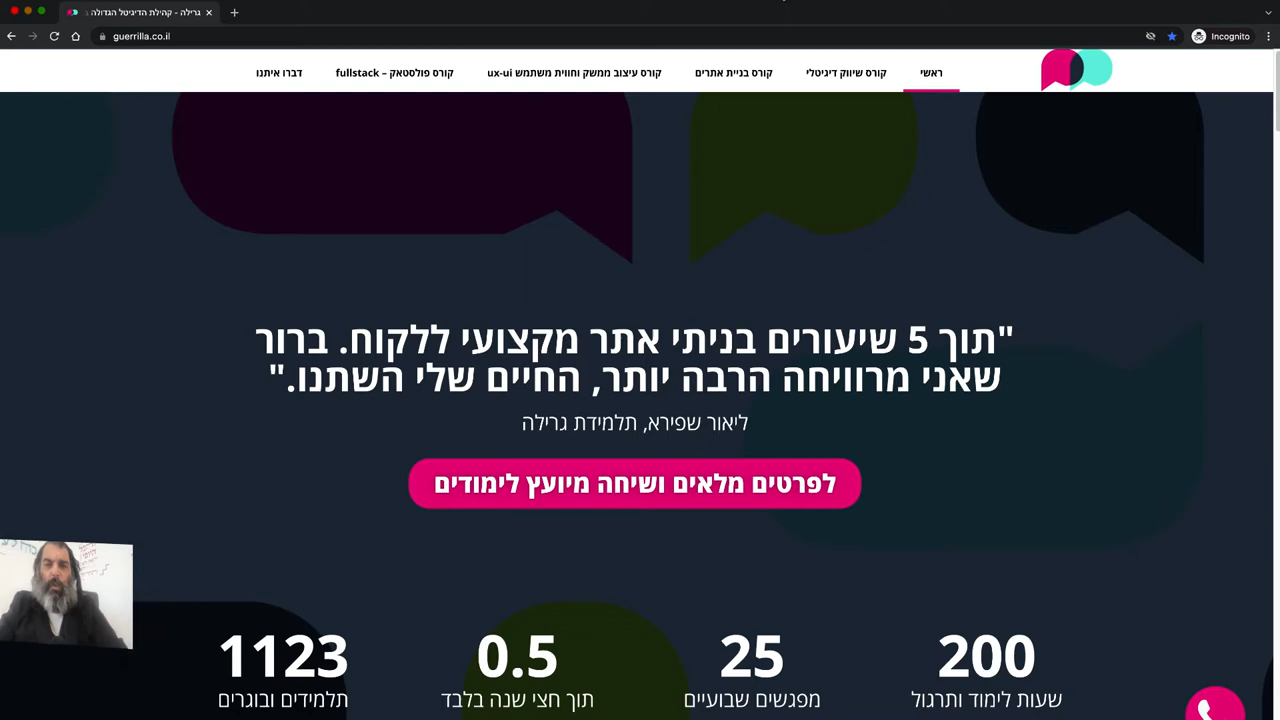 גרילה - קהילת הדיגיטל הגדולה ב
guerrilla.co.il
Incognito
ראשי
קורס שיווק דיגיטלי
קורס בניית אתרים
קורס עיצוב ממשק וחווית משתמש ux-ui
קורס פולסטאק – fullstack
דברו איתנו
"תוך 5 שיעורים בניתי אתר מקצועי ללקוח. ברור
שאני מרוויחה הרבה יותר, החיים שלי השתנו."
ליאור שפירא, תלמידת גרילה
לפרטים מלאים ושיחה מיועץ לימודים
200
שעות לימוד ותרגול
25
מפגשים שבועיים
0.5
תוך חצי שנה בלבד
1123
תלמידים ובוגרים